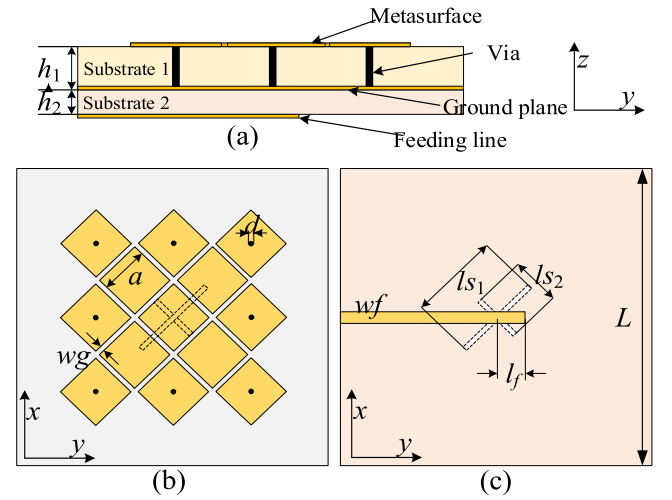 Metasurface
h1
Substrate 1
Via
z
h2
Substrate 2
Ground plane
y
(a)
Feeding line
d
a
wg
x
y
(b)
ls1
ls2
wf
L
lf
x
y
(c)